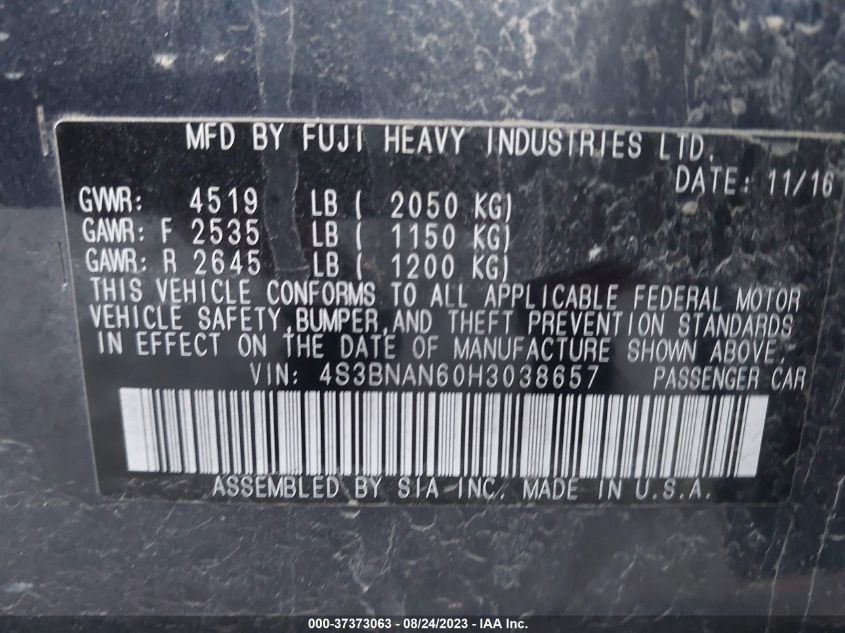 MFD BY FUJI HEAVY INDUSTRIES LTD.
DATE: 11/16
GVWR: 4519 LB ( 2050 KG)
GAWR: F 2535 LB ( 1150 KG)
GAWR: R 2645 LB ( 1200 KG)
THIS VEHICLE CONFORMS TO ALL APPLICABLE FEDERAL MOTOR
VEHICLE SAFETY,BUMPER,AND THEFT PREVENTION STANDARDS
IN EFFECT ON THE DATE OF MANUFACTURE SHOWN ABOVE.
VIN: 4S3BNAN60H3038657 PASSENGER CAR
ASSEMBLED BY SIA INC. MADE IN U.S.A.
000-37373063 - 08/24/2023 - IAA Inc.